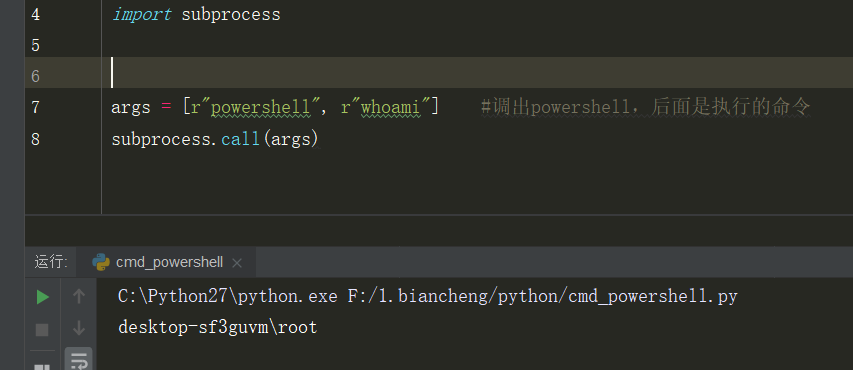 4 import subprocess
5
6
7 args = [r"powershell", r"whoami"] #调出powershell，后面是执行的命令
8 subprocess.call(args)
运行: cmd_powershell
C:\Python27\python.exe F:/1.biancheng/python/cmd_powershell.py
desktop-sf3guvm\root